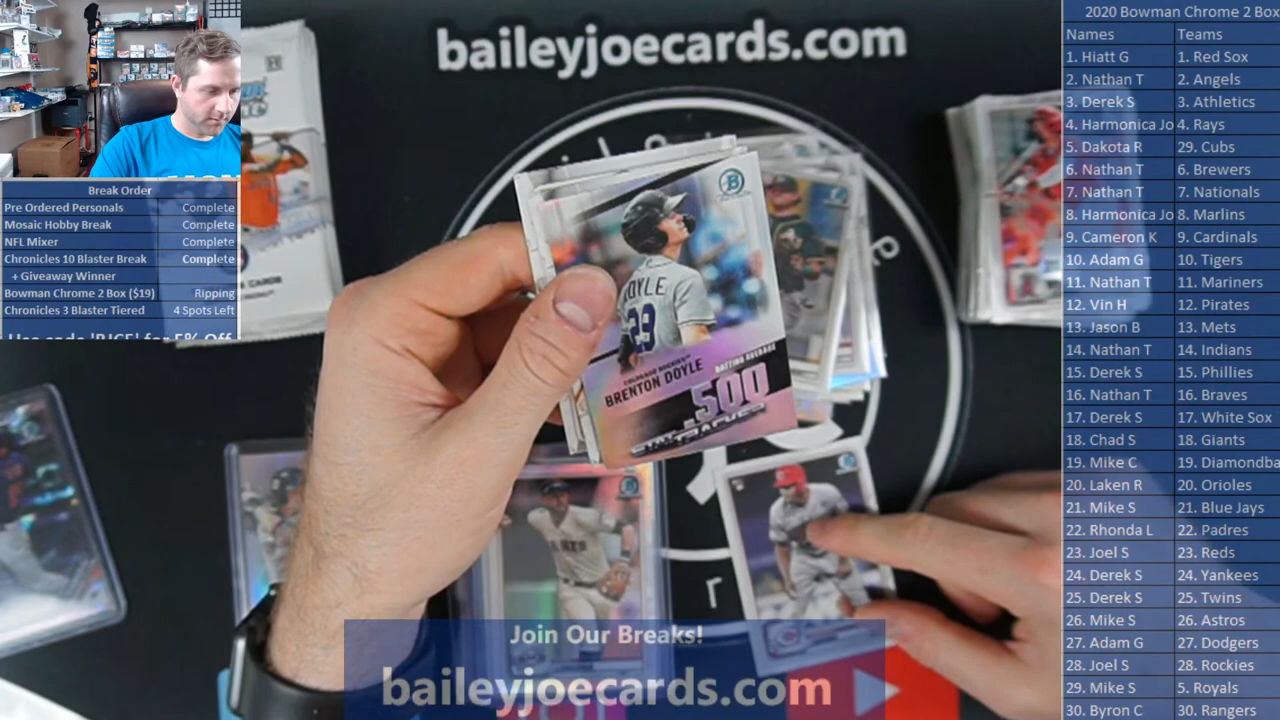 baileyjoecards.com
Break Order
Pre Ordered Personals Complete
Mosaic Hobby Break Complete
NFL Mixer Complete
Chronicles 10 Blaster Break Complete
+ Giveaway Winner
Bowman Chrome 2 Box ($19) Ripping
Chronicles 3 Blaster Tiered 4 Spots Left
DOYLE
29
COLORADO ROCKIES™
BRENTON DOYLE
BATTING AVERAGE
.500
STAT TRACKER
Join Our Breaks!
baileyjoecards.com
2020 Bowman Chrome 2 Box
Names Teams
1. Hiatt G 1. Red Sox
2. Nathan T 2. Angels
3. Derek S 3. Athletics
4. Harmonica Jo 4. Rays
5. Dakota R 29. Cubs
6. Nathan T 6. Brewers
7. Nathan T 7. Nationals
8. Harmonica Jo 8. Marlins
9. Cameron K 9. Cardinals
10. Adam G 10. Tigers
11. Nathan T 11. Mariners
12. Vin H 12. Pirates
13. Jason B 13. Mets
14. Nathan T 14. Indians
15. Derek S 15. Phillies
16. Nathan T 16. Braves
17. Derek S 17. White Sox
18. Chad S 18. Giants
19. Mike C 19. Diamondba
20. Laken R 20. Orioles
21. Mike S 21. Blue Jays
22. Rhonda L 22. Padres
23. Joel S 23. Reds
24. Derek S 24. Yankees
25. Derek S 25. Twins
26. Mike S 26. Astros
27. Adam G 27. Dodgers
28. Joel S 28. Rockies
29. Mike S 5. Royals
30. Byron C 30. Rangers